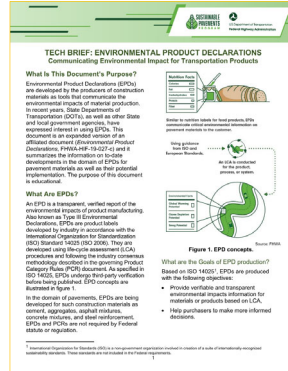 SUSTAINABLE
PAVEMENTS
PROGRAM
U.S. Department of Transportation
Federal Highway Administration
TECH BRIEF: ENVIRONMENTAL PRODUCT DECLARATIONS
Communicating Environmental Impact for Transportation Products
What Is This Document's Purpose?
Environmental Product Declarations (EPDs)
are developed by the producers of construction
materials as tools that communicate the
environmental impacts of material production.
In recent years, State Departments of
Transportation (DOTs), as well as other State
and local government agencies, have
expressed interest in using EPDs. This
document is an expanded version of an
affiliated document (Environmental Product
Declarations: FHWA-HIF-19-027-c) and it
summarizes the information on to-date
developments in the domain of EPDs for
pavement materials as well as their potential
implementation. The purpose of this document
is educational.
What Are EPDs?
An EPD is a transparent, verified report of the
environmental impacts of product manufacturing.
Also known as Type III Environmental
Declarations, EPDs are product labels
developed by industry in accordance with the
International Organization for Standardization
(ISO) Standard 14025 (ISO 2006). They are
developed using life-cycle assessment (LCA)
procedures and following the industry consensus
methodology described in the governing Product
Category Rules (PCR) document. As specified in
ISO 14025, EPDs undergo third-party verification
before being published. EPD concepts are
illustrated in figure 1.
In the domain of pavements, EPDs are being
developed for such construction materials as
cement, aggregates, asphalt mixtures,
concrete mixtures, and steel reinforcement.
EPDs and PCRs are not required by Federal
statute or regulation.
Nutrition Facts
Similar to nutrition labels for food products, EPDs
communicate critical environmental information on
pavement materials to the customer.
Using guidance
from ISO and
European Standards,
An LCA is conducted
for the product,
process, or system.
Source: FHWA
Figure 1. EPD concepts.
What are the Goals of EPD production?
Based on ISO 14025¹, EPDs are produced
with the following objectives:
• Provide verifiable and transparent
environmental impacts information for
materials or products based on LCA,
• Help purchasers to make more informed
decisions.
¹ International Organization for Standards (ISO) is a non-government organization involved in creation of a suite of internationally recognized
sustainability standards. These standards are not included in the Federal requirements.
1